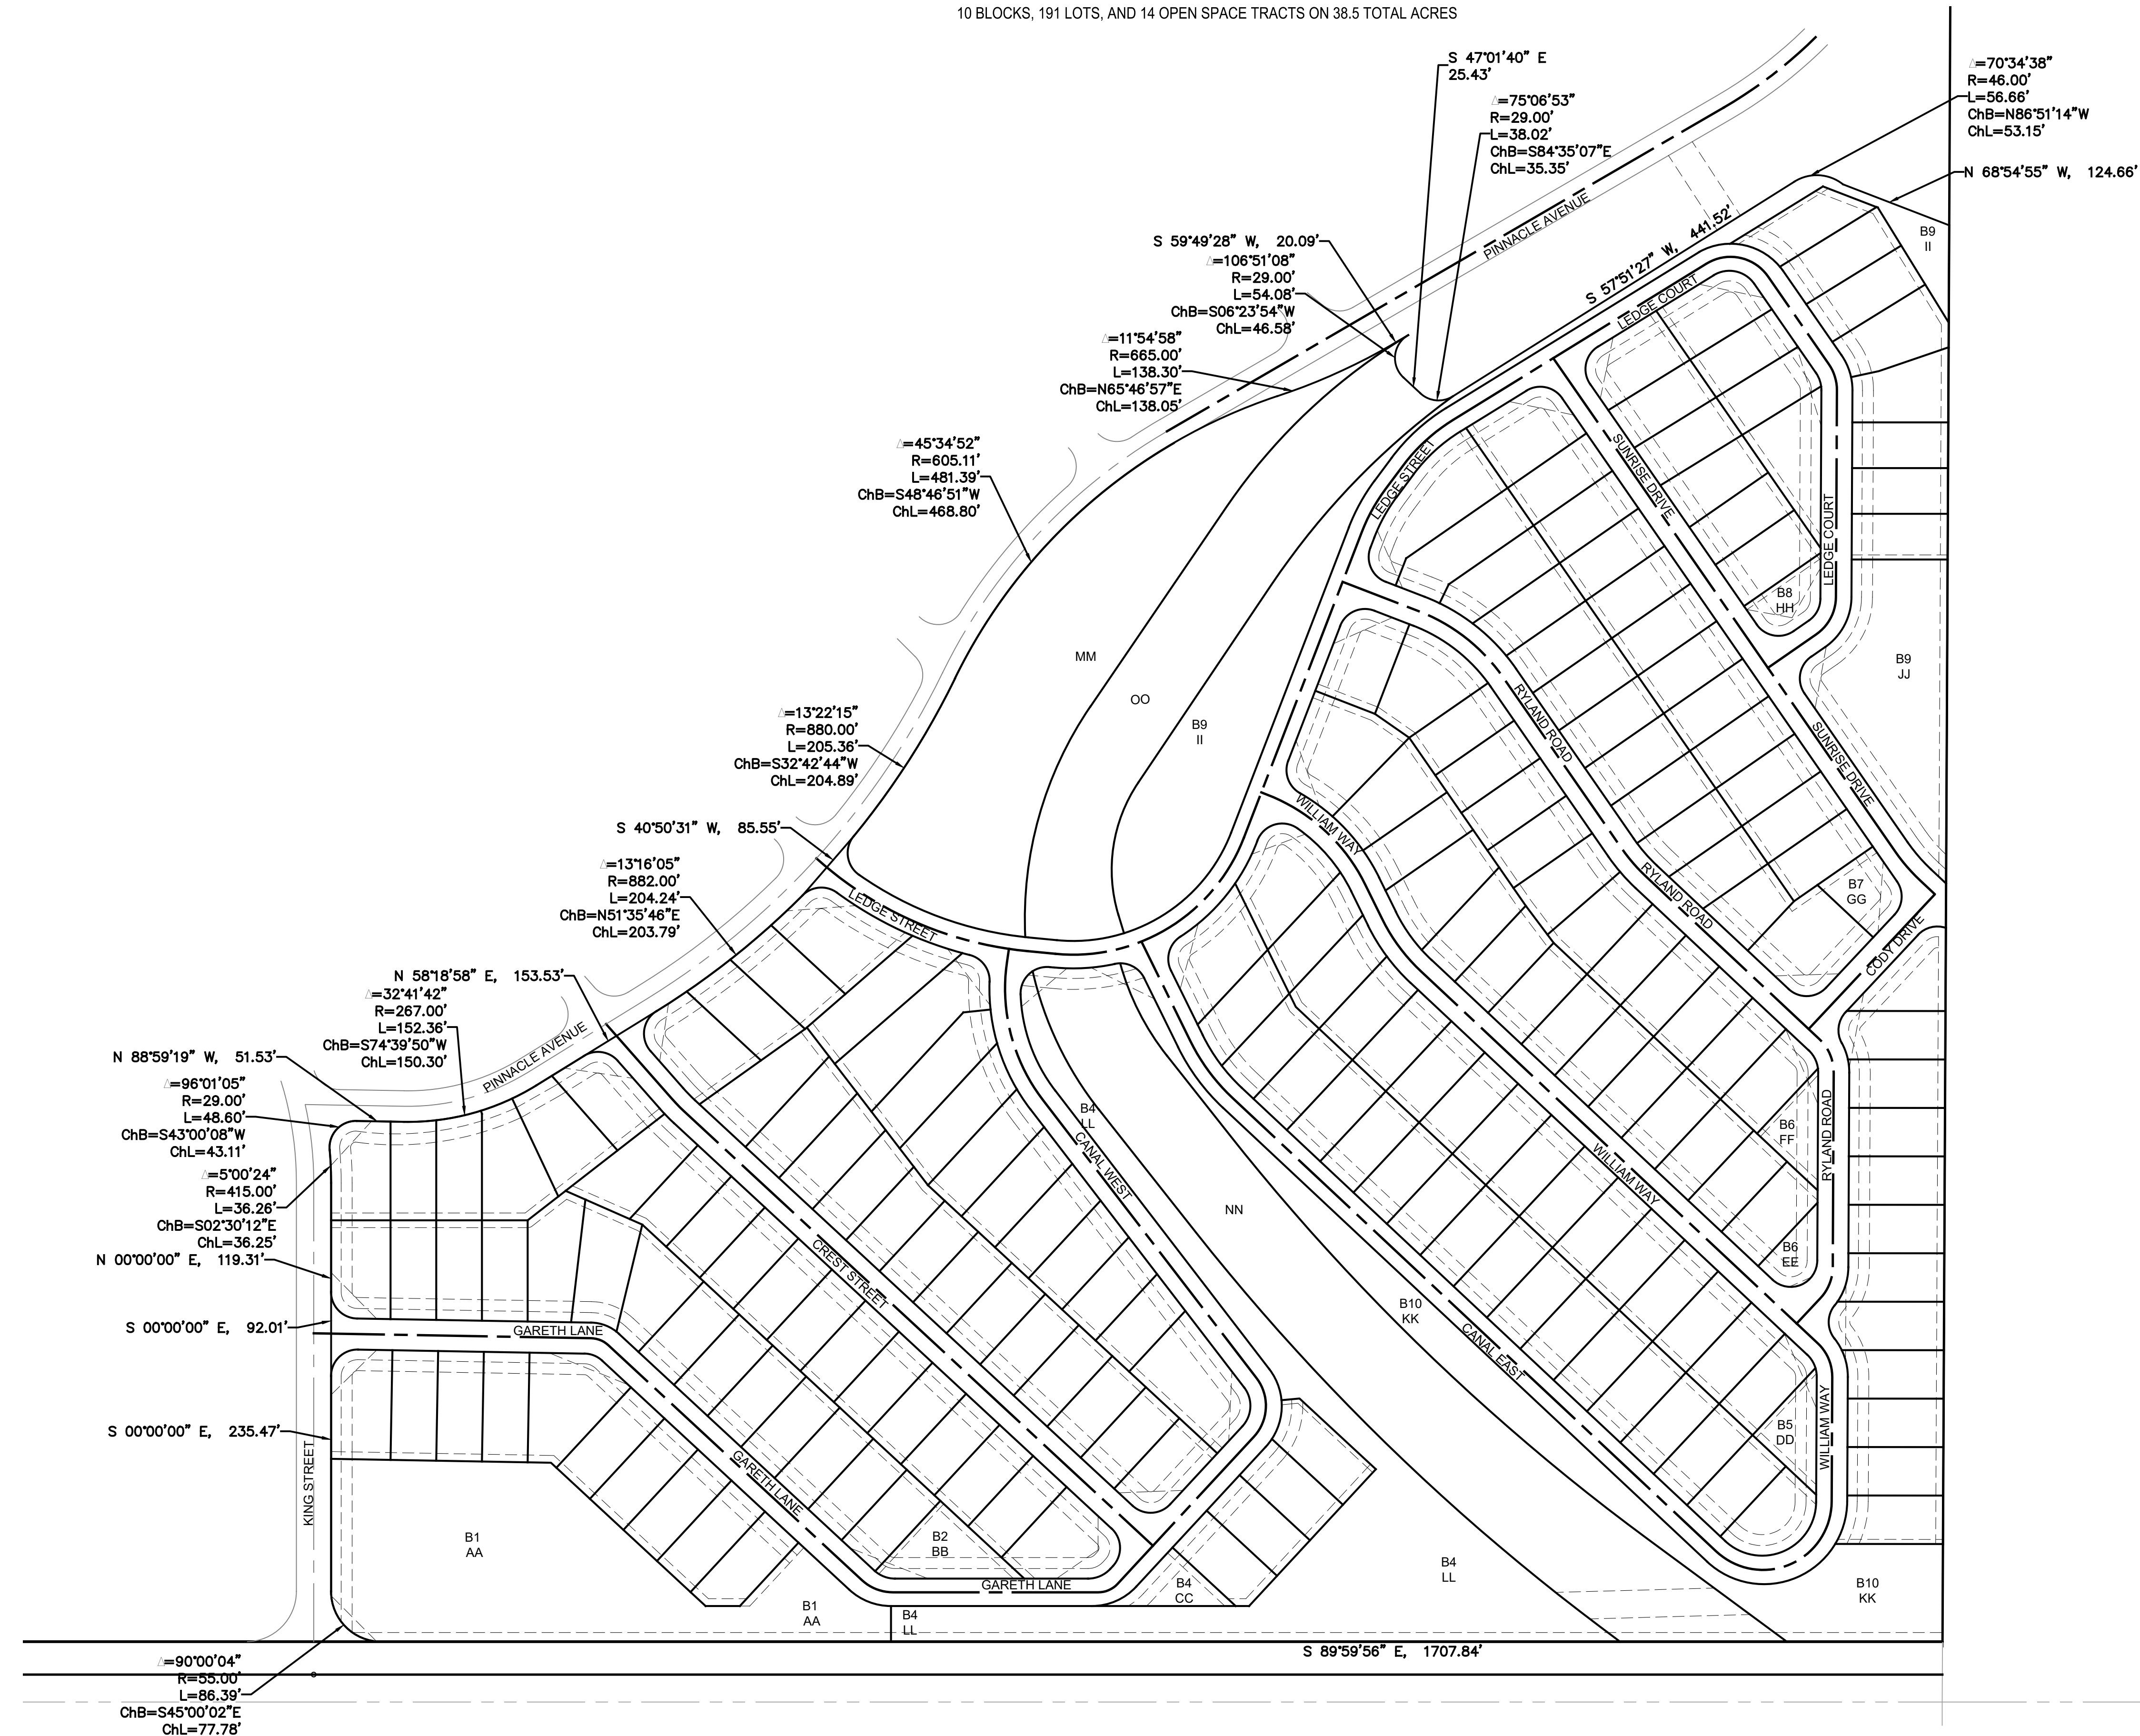 10 BLOCKS, 191 LOTS, AND 14 OPEN SPACE TRACTS ON 38.5 TOTAL ACRES
S 47°01'40" E
25.43'
Δ=75°06'53"
R=29.00'
L=38.02'
ChB=S84°35'07"E
ChL=35.35'
Δ=70°34'38"
R=46.00'
L=56.66'
ChB=N86°51'14"W
ChL=53.15'
N 68°54'55" W, 124.66'
S 59°49'28" W, 20.09'
Δ=106°51'08"
R=29.00'
L=54.08'
ChB=S06°23'54"W
ChL=46.58'
Δ=11°54'58"
R=665.00'
L=138.30'
ChB=N65°46'57"E
ChL=138.05'
PINNACLE AVENUE
S 57°51'27" W, 441.52'
B9
II
LEDGE COURT
Δ=45°34'52"
R=605.11'
L=481.39'
ChB=S48°46'51"W
ChL=468.80'
LEDGE STREET
SUNRISE DRIVE
LEDGE COURT
B8
HH
MM
OO
B9
II
B9
JJ
RYLAND ROAD
SUNRISE DRIVE
Δ=13°22'15"
R=880.00'
L=205.36'
ChB=S32°42'44"W
ChL=204.89'
S 40°50'31" W, 85.55'
Δ=13°16'05"
R=882.00'
L=204.24'
ChB=N51°35'46"E
ChL=203.79'
WILLIAM WAY
RYLAND ROAD
B7
GG
CODY DRIVE
LEDGE STREET
N 58°18'58" E, 153.53'
Δ=32°41'42"
R=267.00'
L=152.36'
ChB=S74°39'50"W
ChL=150.30'
PINNACLE AVENUE
N 88°59'19" W, 51.53'
Δ=96°01'05"
R=29.00'
L=48.60'
ChB=S43°00'08"W
ChL=43.11'
Δ=5°00'24"
R=415.00'
L=36.26'
ChB=S02°30'12"E
ChL=36.25'
N 00°00'00" E, 119.31'
B4
LL
CANAL WEST
NN
WILLIAM WAY
B6
FF
RYLAND ROAD
B6
EE
CREST STREET
S 00°00'00" E, 92.01'
GARETH LANE
B10
KK
CANAL EAST
S 00°00'00" E, 235.47'
KING STREET
GARETH LANE
B5
DD
WILLIAM WAY
B1
AA
B2
BB
GARETH LANE
B4
CC
B4
LL
B10
KK
B1
AA
B4
LL
S 89°59'56" E, 1707.84'
Δ=90°00'04"
R=55.00'
L=86.39'
ChB=S45°00'02"E
ChL=77.78'